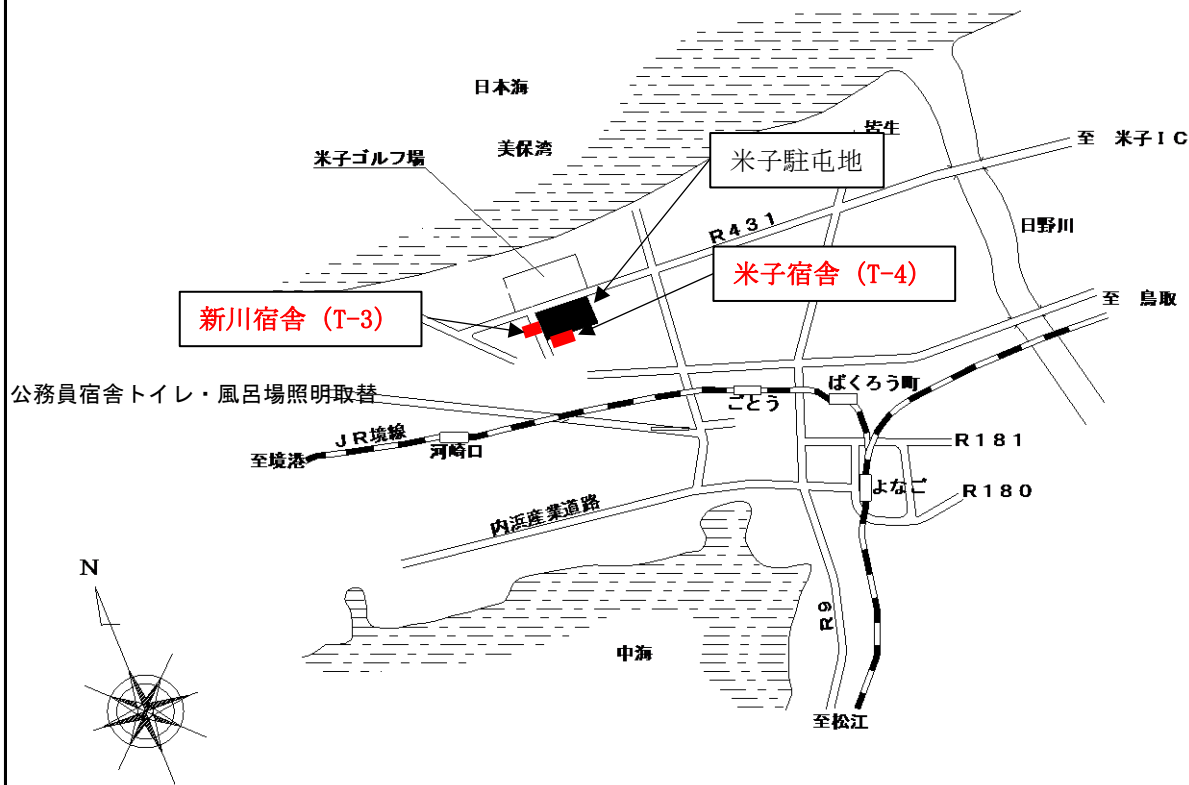 日本海
皆生
至 米子IC
美保湾
米子ゴルフ場
米子駐屯地
R431
日野川
米子宿舎 (T-4)
至 鳥取
新川宿舎 (T-3)
公務員宿舎トイレ・風呂場照明取替
ばくろう町
ごとう
JR境線
河崎口
至境港
R181
よなご
R180
内浜産業道路
N
R9
中海
至松江